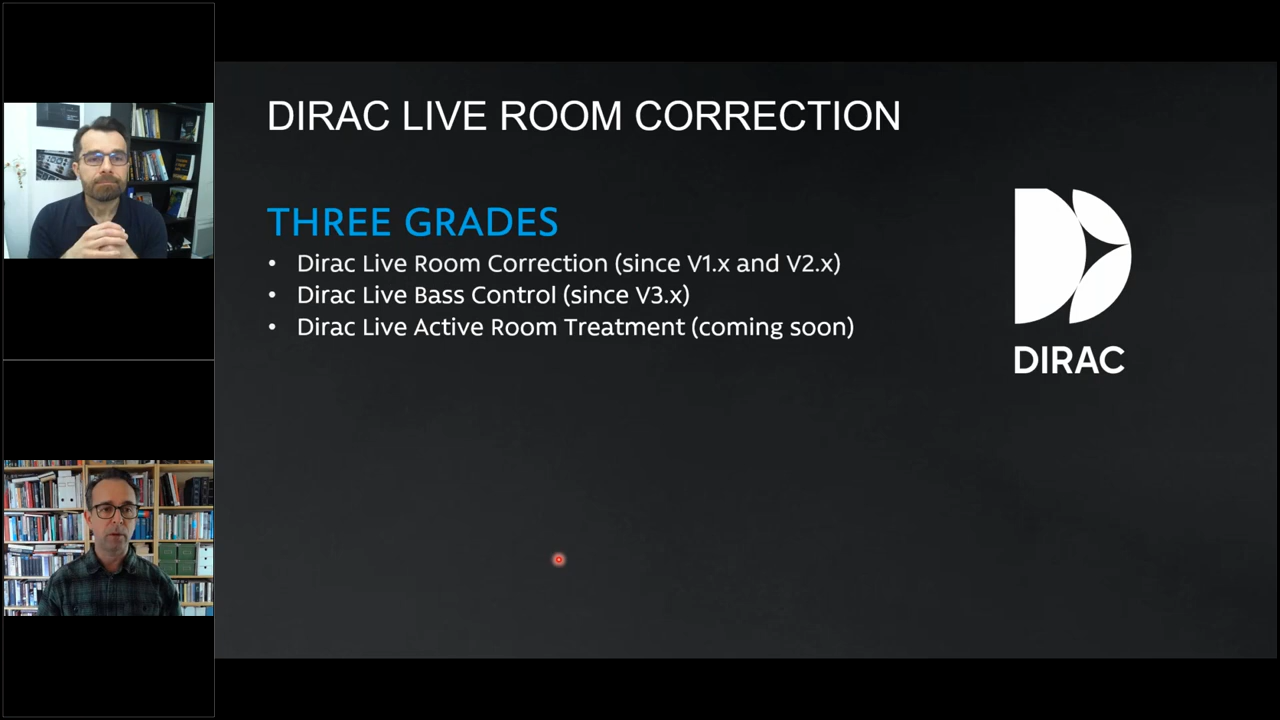 DIRAC LIVE ROOM CORRECTION
THREE GRADES
• Dirac Live Room Correction (since V1.x and V2.x)
• Dirac Live Bass Control (since V3.x)
• Dirac Live Active Room Treatment (coming soon)
DIRAC